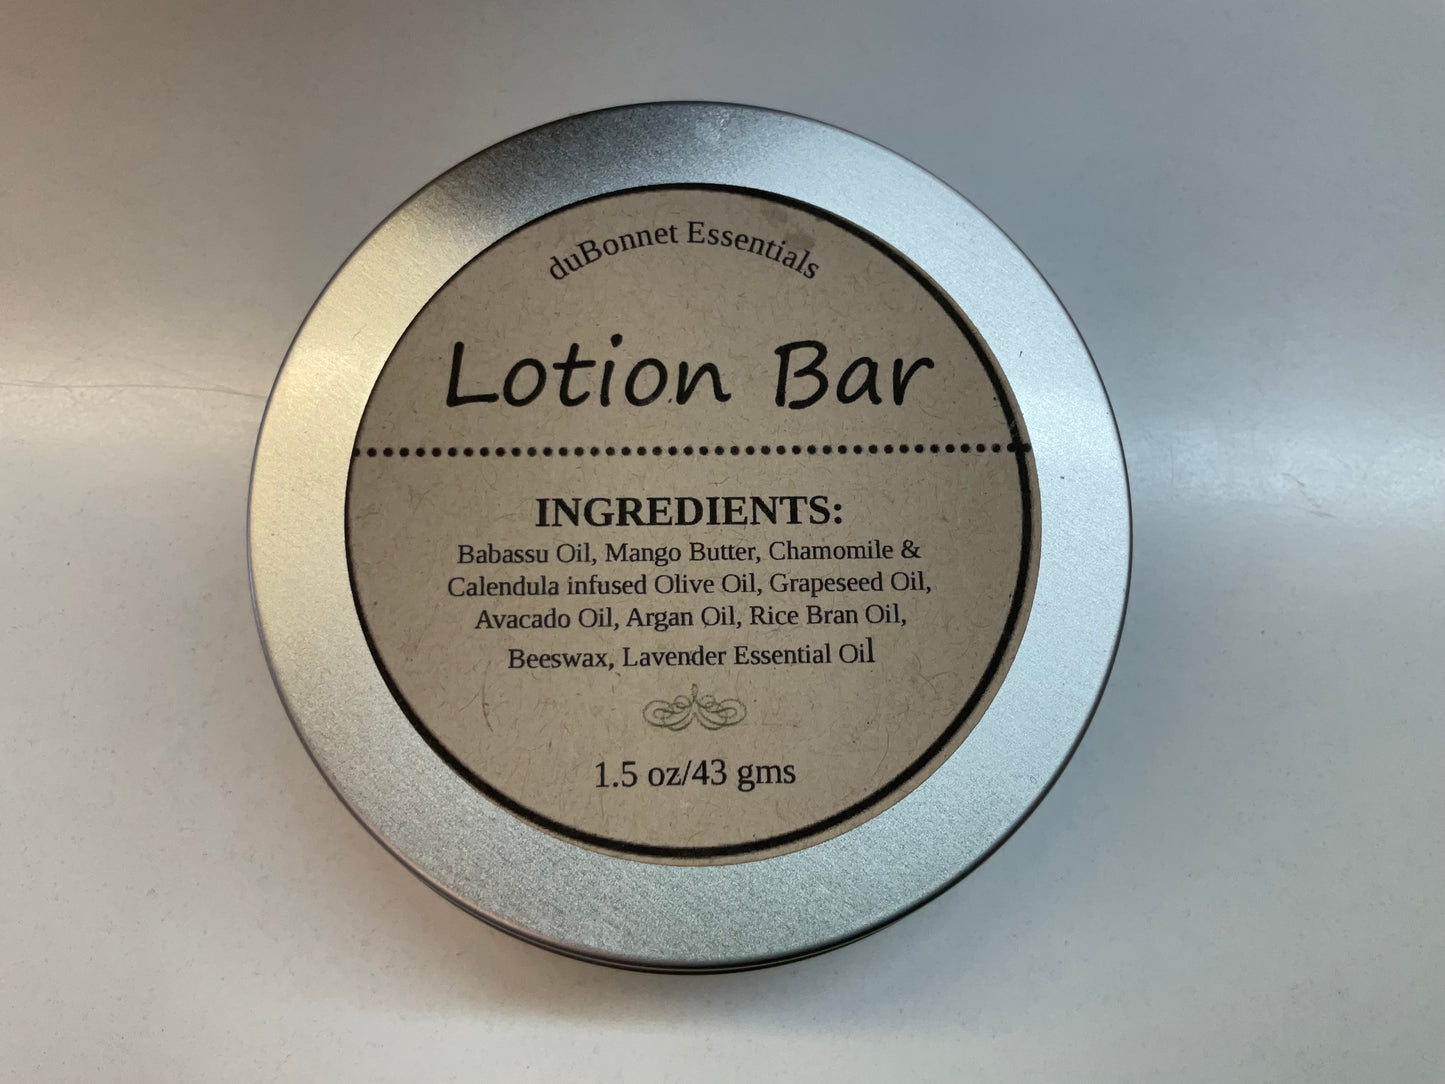 duBonnet Essentials
Lotion Bar
INGREDIENTS:
Babassu Oil, Mango Butter, Chamomile &
Calendula infused Olive Oil, Grapeseed Oil,
Avacado Oil, Argan Oil, Rice Bran Oil,
Beeswax, Lavender Essential Oil
1.5 oz/43 gms